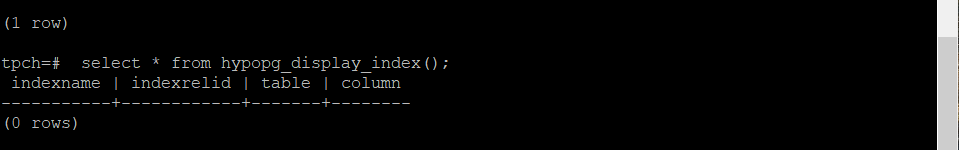 (1 row)
tpch=#  select * from hypopg_display_index();
 indexname | indexrelid | table | column
-----------+------------+-------+--------
(0 rows)